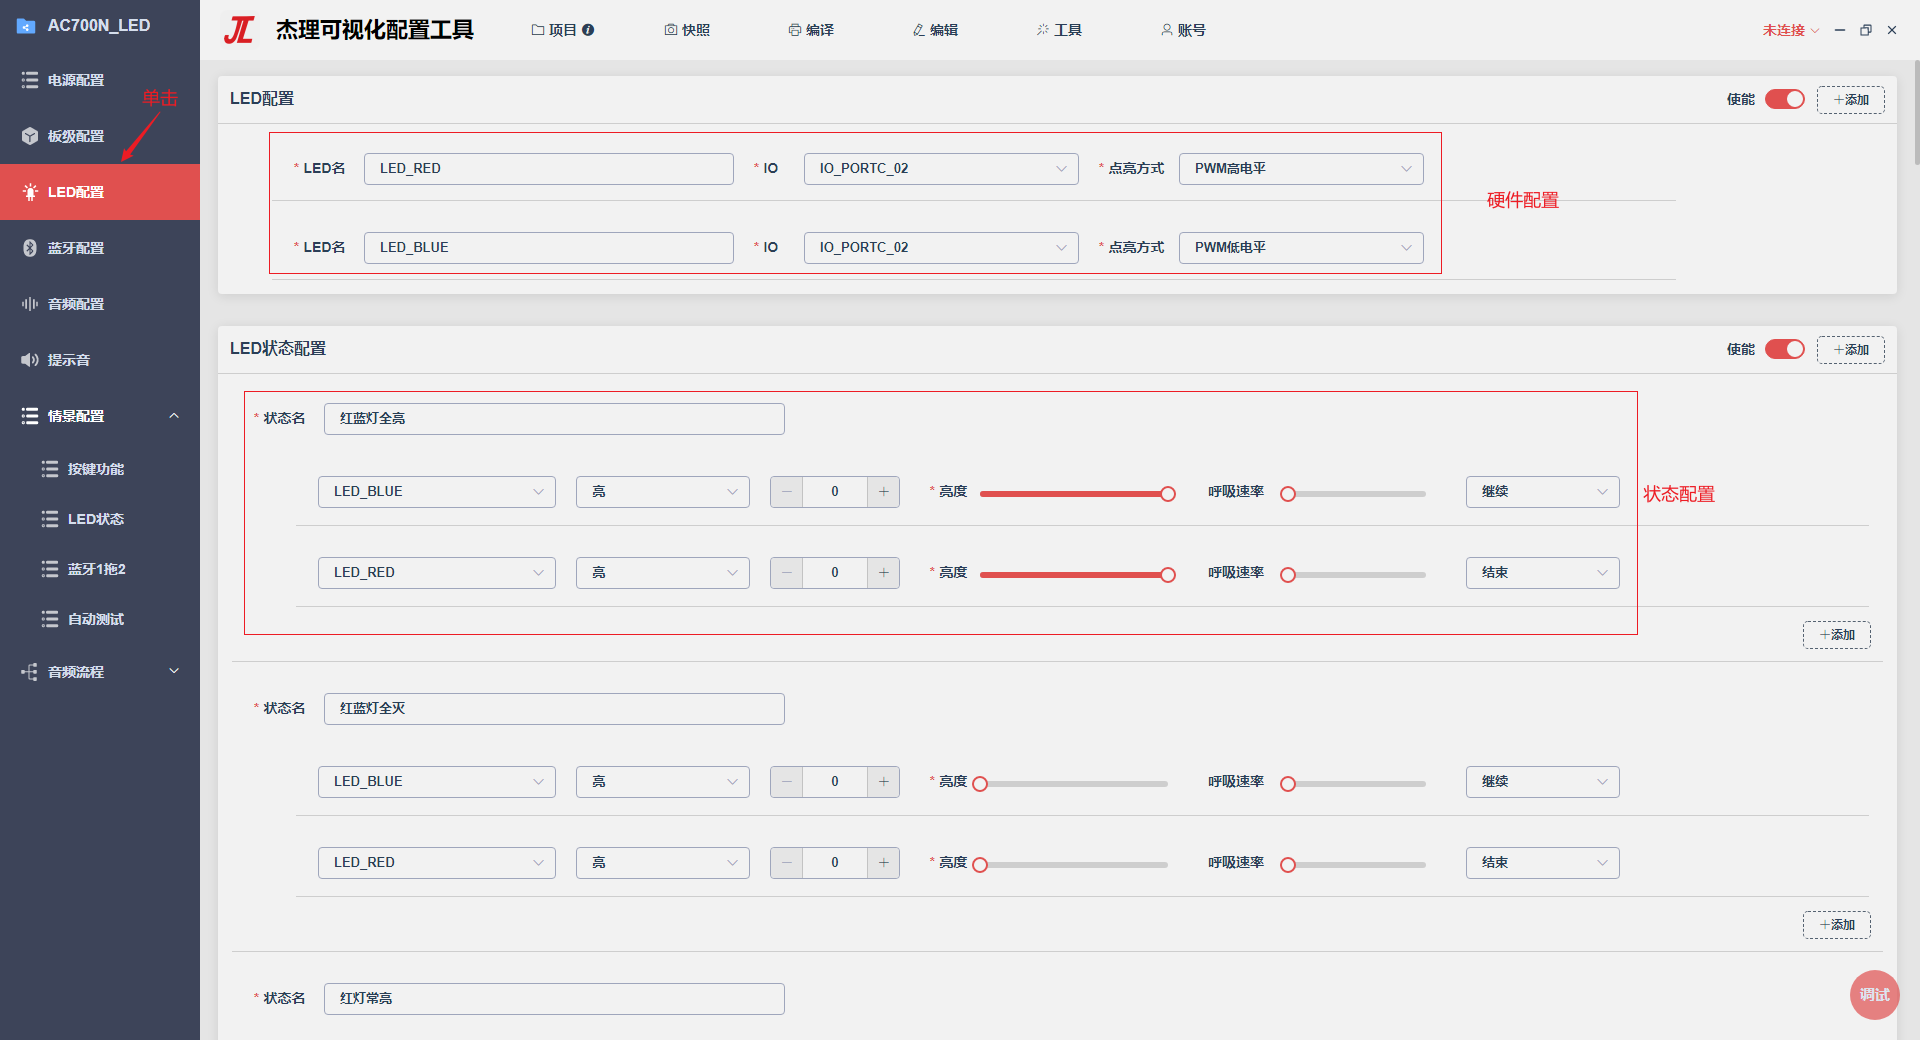 AC700N_LED
电源配置
单击
板级配置
LED配置
蓝牙配置
音频配置
提示音
情景配置
按键功能
LED状态
蓝牙1拖2
自动测试
音频流程
JL 杰理可视化配置工具 项目 快照 编译 编辑 工具 账号 未连接
LED配置 使能 +添加
* LED名 LED_RED * IO IO_PORTC_02 * 点亮方式 PWM高电平
硬件配置
* LED名 LED_BLUE * IO IO_PORTC_02 * 点亮方式 PWM低电平
LED状态配置 使能 +添加
* 状态名 红蓝灯全亮
LED_BLUE 亮 - 0 + * 亮度 呼吸速率 继续
状态配置
LED_RED 亮 - 0 + * 亮度 呼吸速率 结束
+添加
* 状态名 红蓝灯全灭
LED_BLUE 亮 - 0 + * 亮度 呼吸速率 继续
LED_RED 亮 - 0 + * 亮度 呼吸速率 结束
+添加
* 状态名 红灯常亮
调试